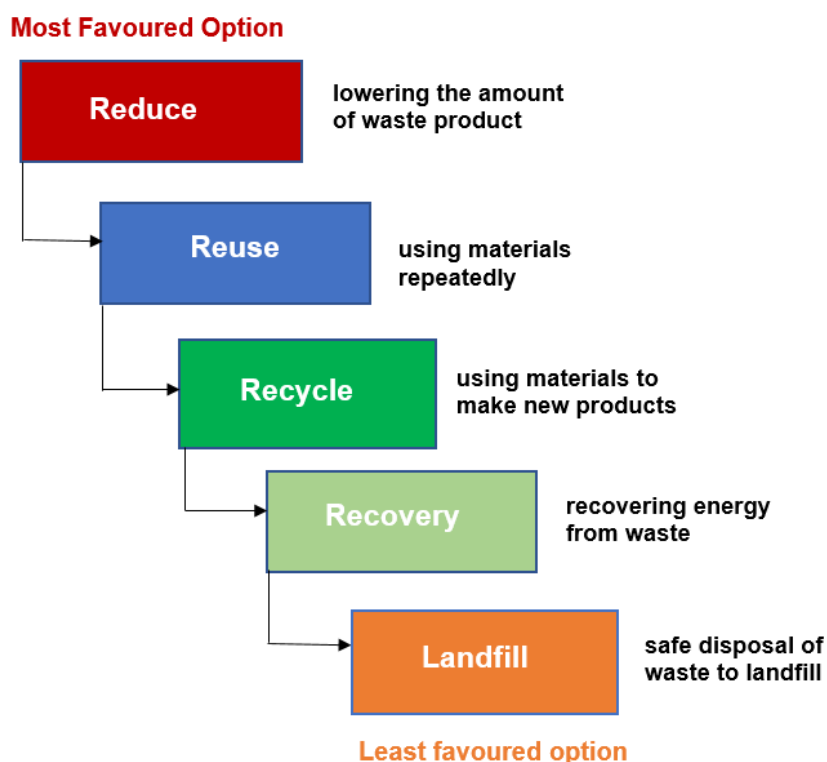 Most Favoured Option
Reduce
lowering the amount
of waste product
Reuse
using materials
repeatedly
Recycle
using materials to
make new products
Recovery
recovering energy
from waste
Landfill
safe disposal of
waste to landfill
Least favoured option